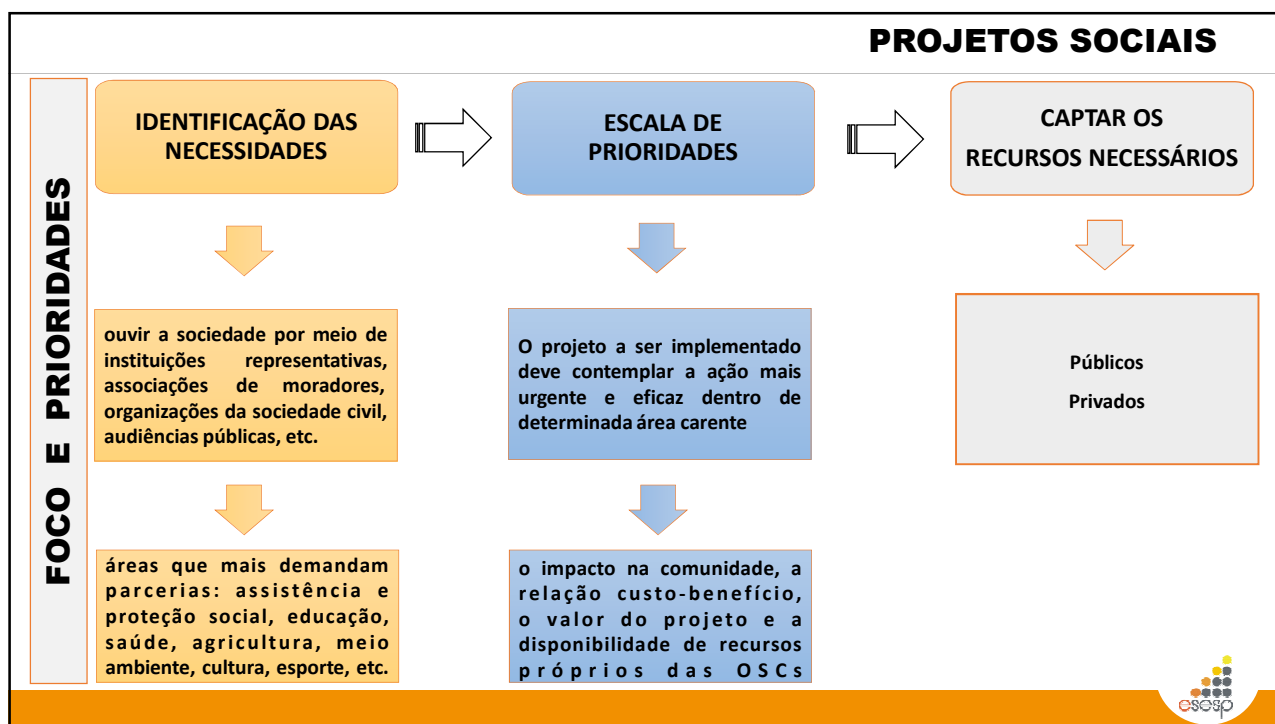 PROJETOS SOCIAIS
FOCO E PRIORIDADES
IDENTIFICAÇÃO DAS
NECESSIDADES
ouvir a sociedade por meio de
instituições representativas,
associações de moradores,
organizações da sociedade civil,
audiências públicas, etc.
áreas que mais demandam
parcerias: assistência e
proteção social, educação,
saúde, agricultura, meio
ambiente, cultura, esporte, etc.
ESCALA DE
PRIORIDADES
O projeto a ser implementado
deve contemplar a ação mais
urgente e eficaz dentro de
determinada área carente
o impacto na comunidade, a
relação custo-benefício,
o valor do projeto e a
disponibilidade de recursos
próprios das OSCs
CAPTAR OS
RECURSOS NECESSÁRIOS
Públicos
Privados
esesp